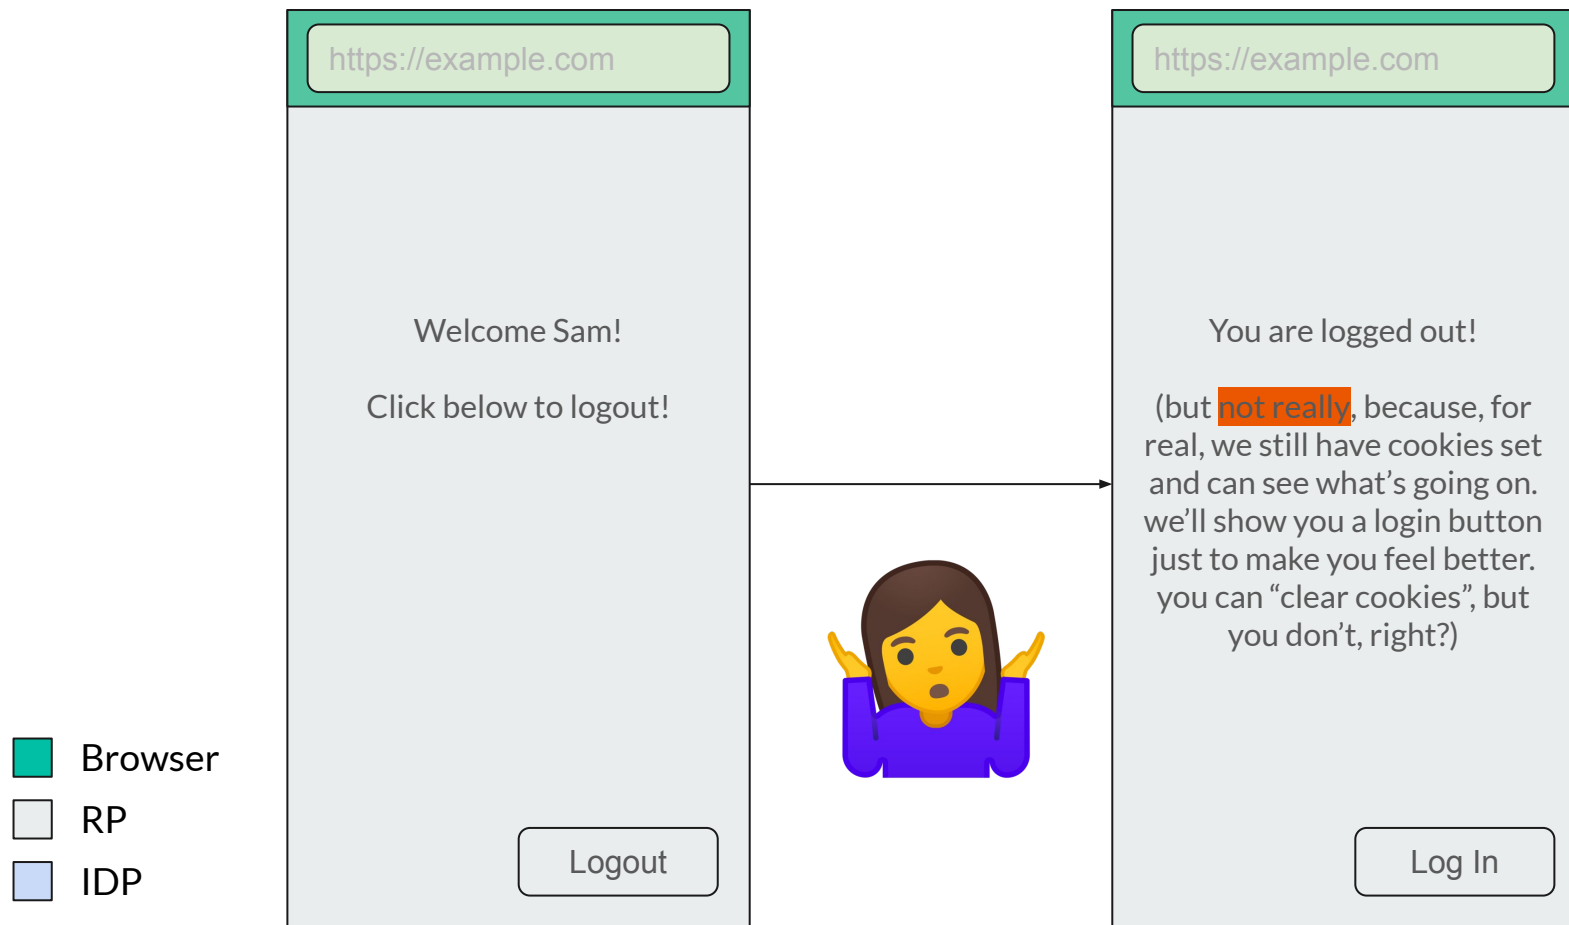 https://example.com
Welcome Sam!
Click below to logout!
Logout
https://example.com
You are logged out!
(but not really, because, for
real, we still have cookies set
and can see what’s going on.
we’ll show you a login button
just to make you feel better.
you can “clear cookies”, but
you don’t, right?)
Log In
Browser
RP
IDP